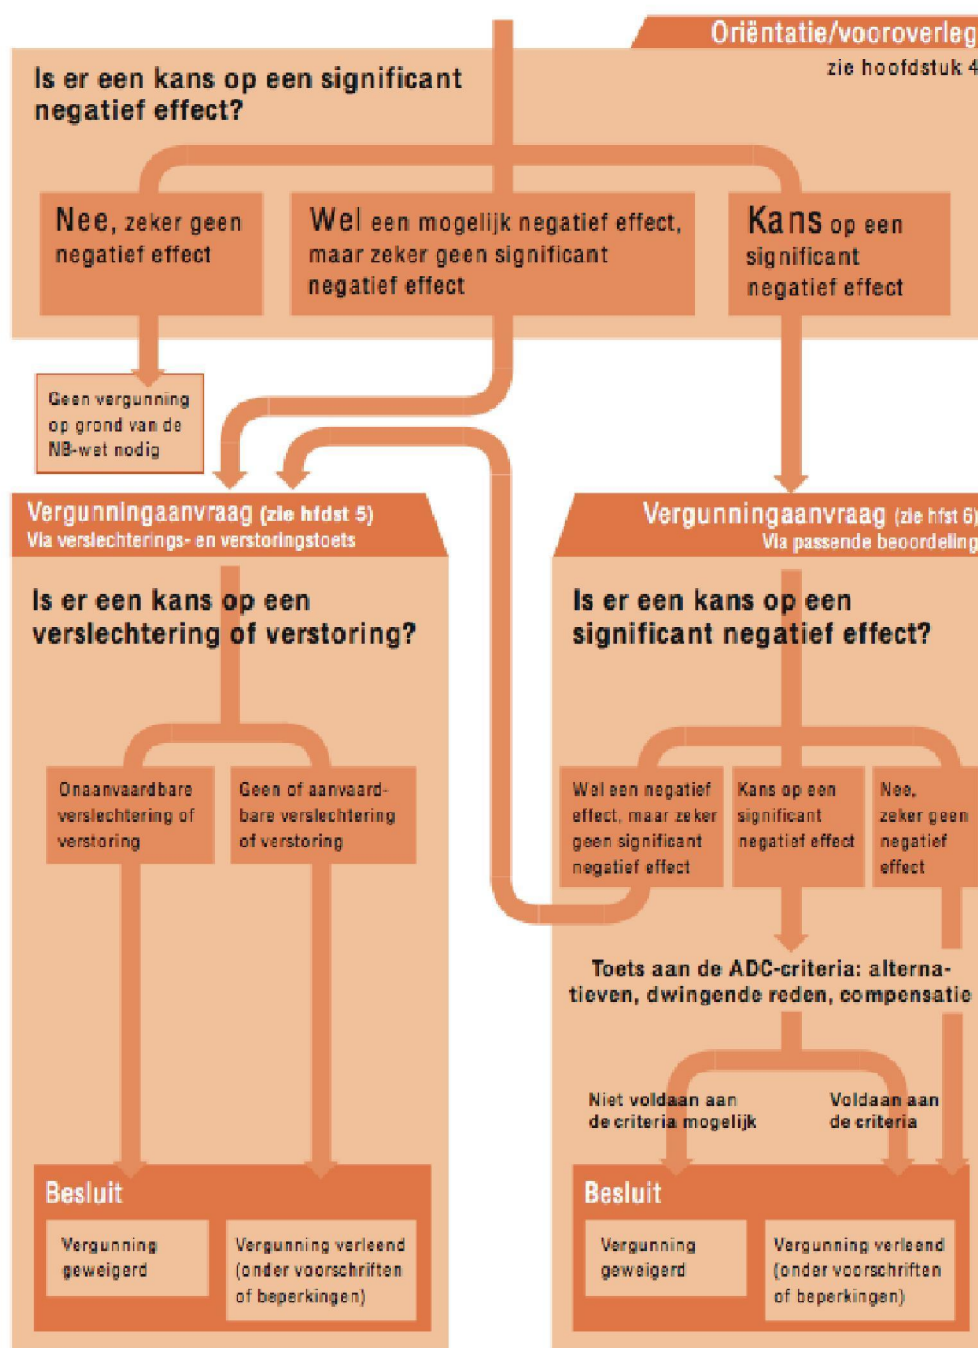 Oriëntatie/vooroverleg
zie hoofdstuk 4
Is er een kans op een significant
negatief effect?
Nee, zeker geen
negatief effect
Wel een mogelijk negatief effect,
maar zeker geen significant
negatief effect
Kans op een
significant
negatief effect
Geen vergunning
op grond van de
NB-wet nodig
Vergunningaanvraag (zie hfdst 5)
Via verslechterings- en verstoringstoets
Is er een kans op een
verslechtering of verstoring?
Onaanvaardbare
verslechtering of
verstoring
Geen of aanvaard-
bare verslechtering
of verstoring
Besluit
Vergunning
geweigerd
Vergunning verleend
(onder voorschriften
of beperkingen)
Vergunningaanvraag (zie hfst 6)
Via passende beoordeling
Is er een kans op een
significant negatief effect?
Wel een negatief
effect, maar zeker
geen significant
negatief effect
Kans op een
significant
negatief effect
Nee,
zeker geen
negatief
effect
Toets aan de ADC-criteria: alterna-
tieven, dwingende reden, compensatie
Niet voldaan aan
de criteria mogelijk
Voldaan aan
de criteria
Besluit
Vergunning
geweigerd
Vergunning verleend
(onder voorschriften
of beperkingen)